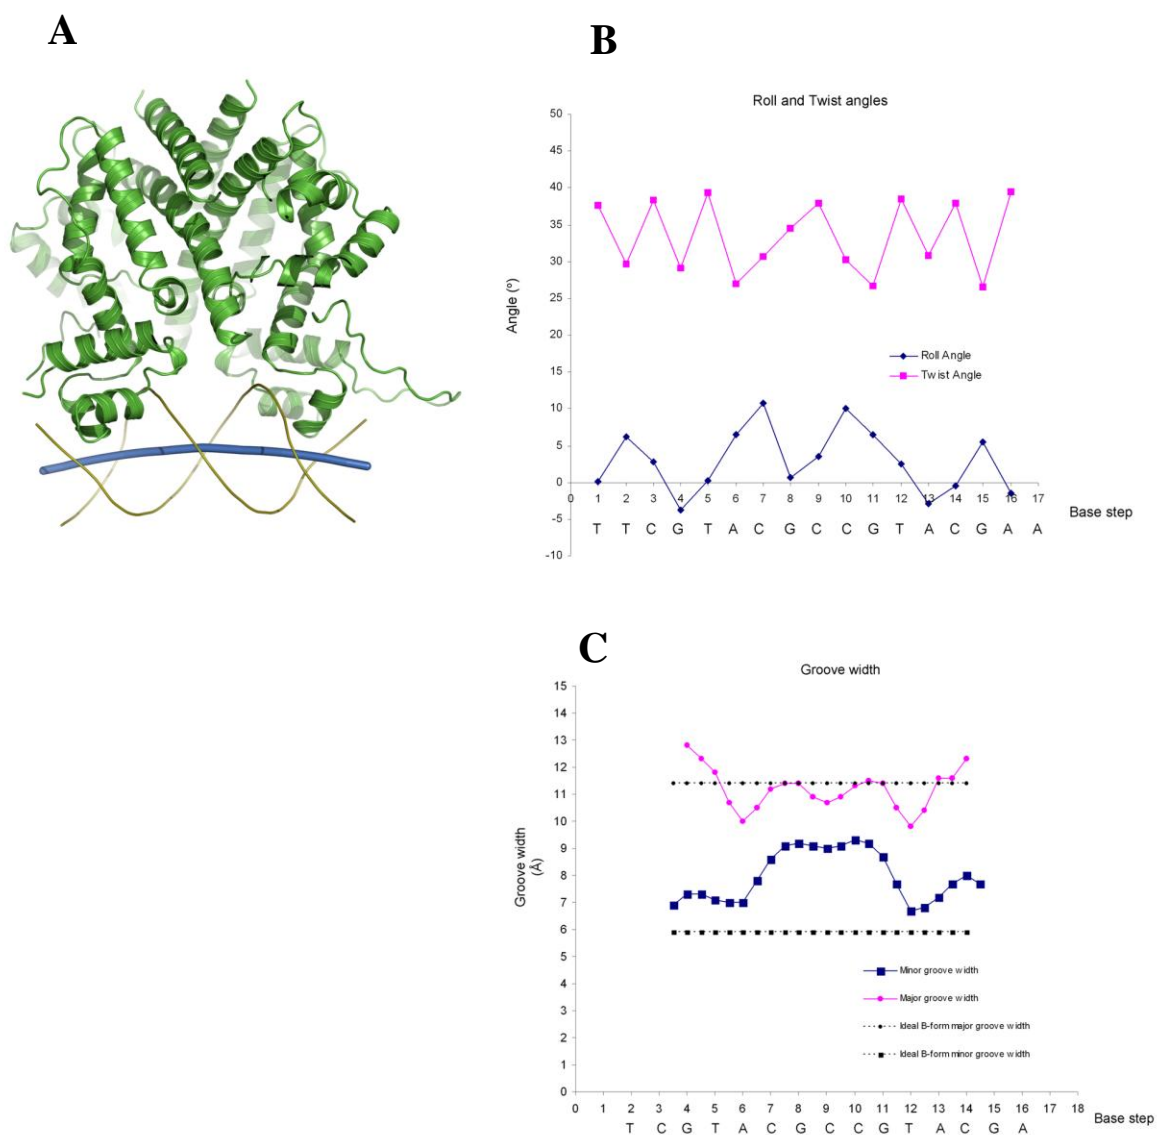 A
B
Roll and Twist angles
50
45
40
35
30
25
20
15
10
5
0
-5
-10
Angle (º)
Roll Angle
Twist Angle
0 1 2 3 4 5 6 7 8 9 10 11 12 13 14 15 16 17
Base step
T T C G T A C G C C G T A C G A A
C
Groove width
15
14
13
12
11
10
9
8
7
6
5
4
3
2
1
0
Groove width
(Å)
Minor groove width
Major groove width
Ideal B-form major groove width
Ideal B-form minor groove width
0 1 2 3 4 5 6 7 8 9 10 11 12 13 14 15 16 17 18
Base step
T C G T A C G C C G T A C G A